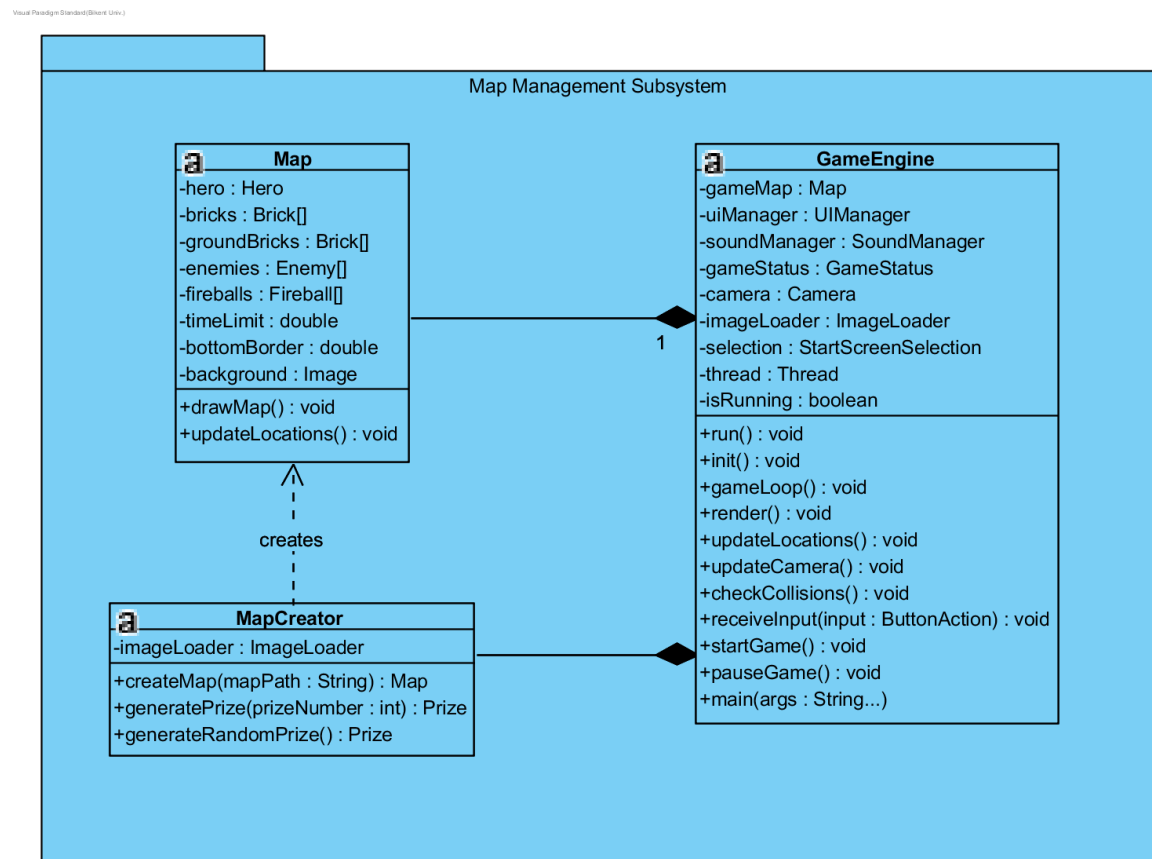 Visual Paradigm Standard(Bilkent Univ.)
Map Management Subsystem
Map
-hero : Hero
-bricks : Brick[]
-groundBricks : Brick[]
-enemies : Enemy[]
-fireballs : Fireball[]
-timeLimit : double
-bottomBorder : double
-background : Image
+drawMap() : void
+updateLocations() : void
GameEngine
-gameMap : Map
-uiManager : UIManager
-soundManager : SoundManager
-gameStatus : GameStatus
-camera : Camera
-imageLoader : ImageLoader
-selection : StartScreenSelection
-thread : Thread
-isRunning : boolean
+run() : void
+init() : void
+gameLoop() : void
+render() : void
+updateLocations() : void
+updateCamera() : void
+checkCollisions() : void
+receiveInput(input : ButtonAction) : void
+startGame() : void
+pauseGame() : void
+main(args : String...)
1
creates
MapCreator
-imageLoader : ImageLoader
+createMap(mapPath : String) : Map
+generatePrize(prizeNumber : int) : Prize
+generateRandomPrize() : Prize